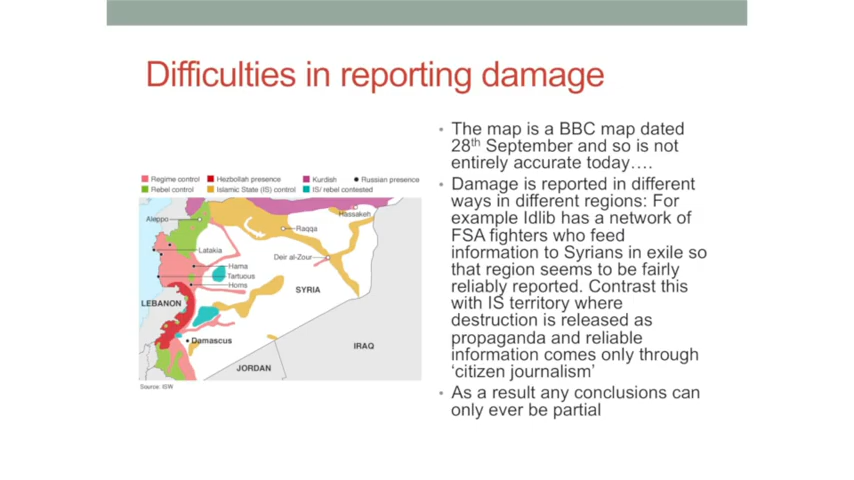 Difficulties in reporting damage
• The map is a BBC map dated
28th September and so is not
entirely accurate today….
• Damage is reported in different
ways in different regions: For
example Idlib has a network of
FSA fighters who feed
information to Syrians in exile so
that region seems to be fairly
reliably reported. Contrast this
with IS territory where
destruction is released as
propaganda and reliable
information comes only through
‘citizen journalism’
• As a result any conclusions can
only ever be partial
Regime control Hezbollah presence Kurdish Russian presence
Rebel control Islamic State (IS) control IS/ rebel contested
Aleppo
Hassakeh
Raqqa
Latakia
Deir al-Zour
Hama
Tartuous
Homs
SYRIA
LEBANON
Damascus
IRAQ
JORDAN
Source: ISW